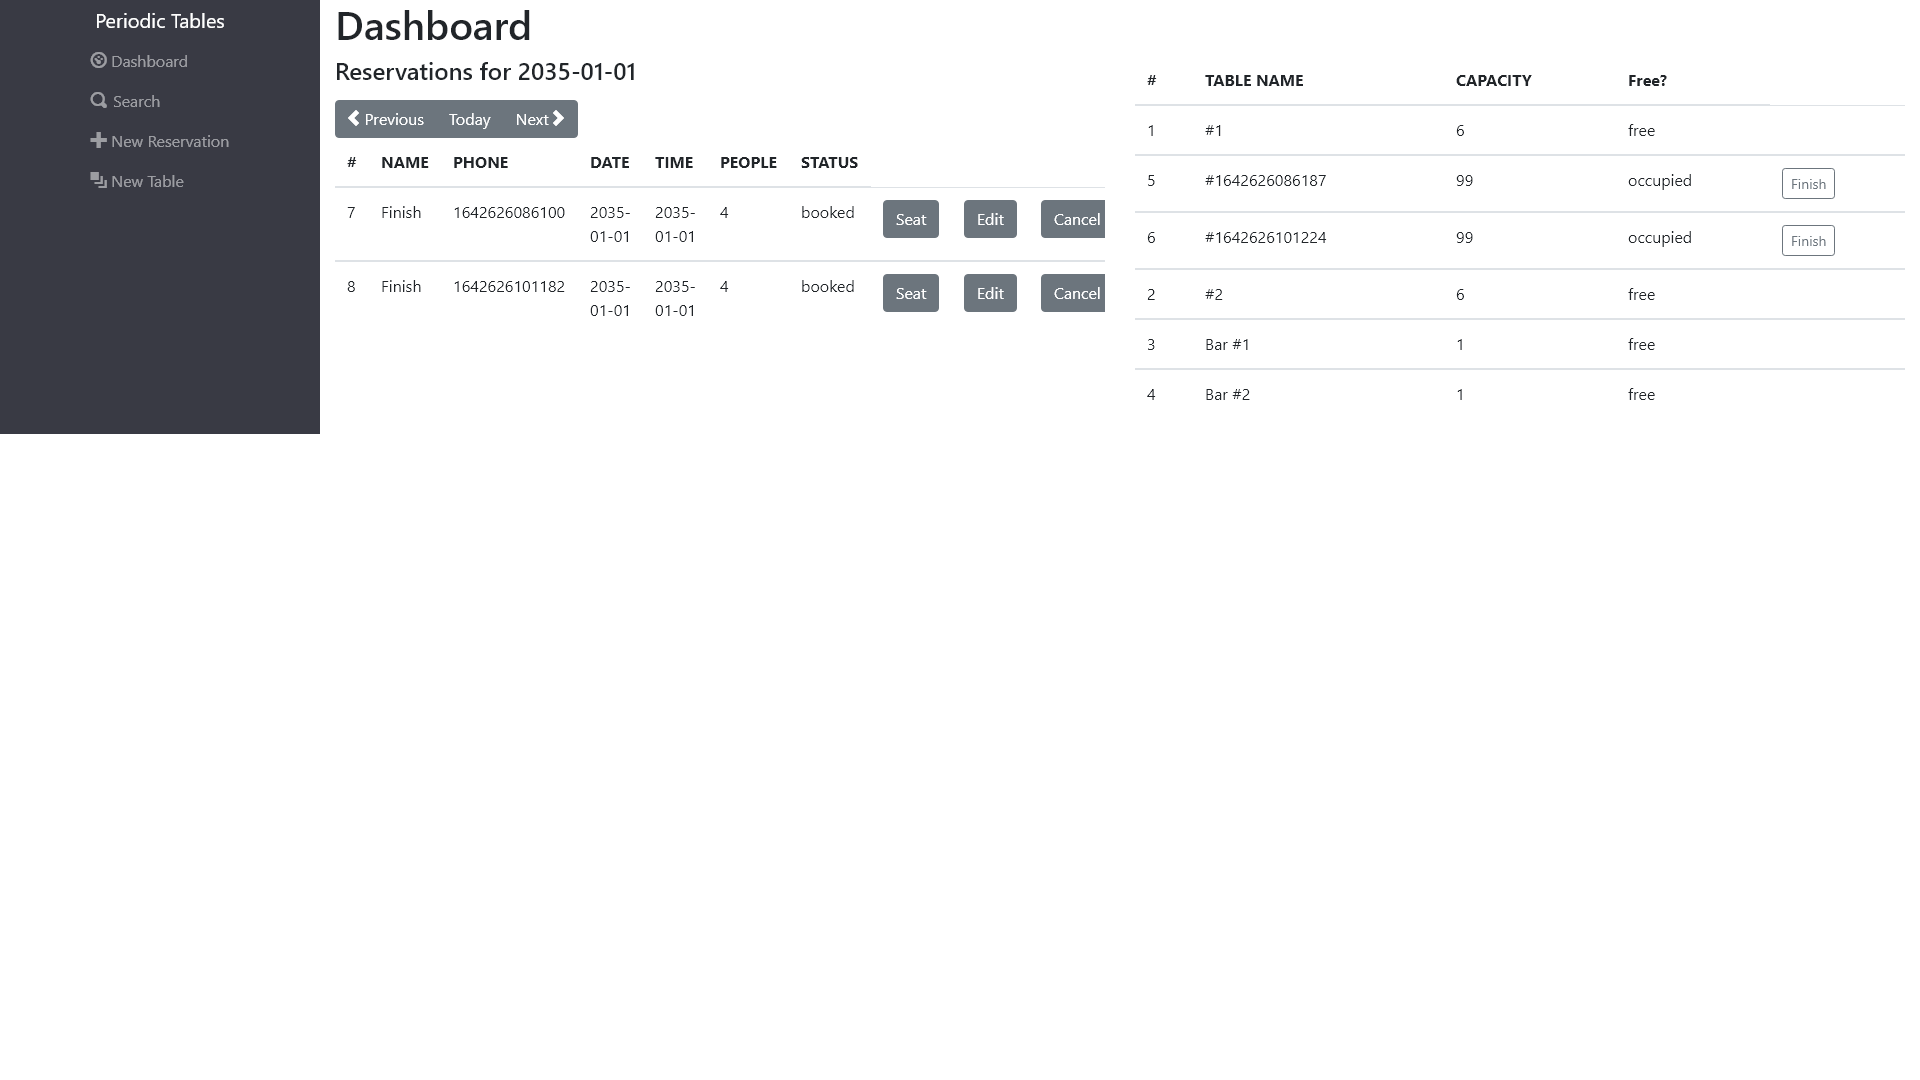 Periodic Tables
Dashboard
Search
New Reservation
New Table
Dashboard
Reservations for 2035-01-01
Previous Today Next
# NAME PHONE DATE TIME PEOPLE STATUS
7 Finish 1642626086100 2035- 2035- 4 booked Seat Edit Cancel
01-01 01-01
8 Finish 1642626101182 2035- 2035- 4 booked Seat Edit Cancel
01-01 01-01
# TABLE NAME CAPACITY Free?
1 #1 6 free
5 #1642626086187 99 occupied Finish
6 #1642626101224 99 occupied Finish
2 #2 6 free
3 Bar #1 1 free
4 Bar #2 1 free